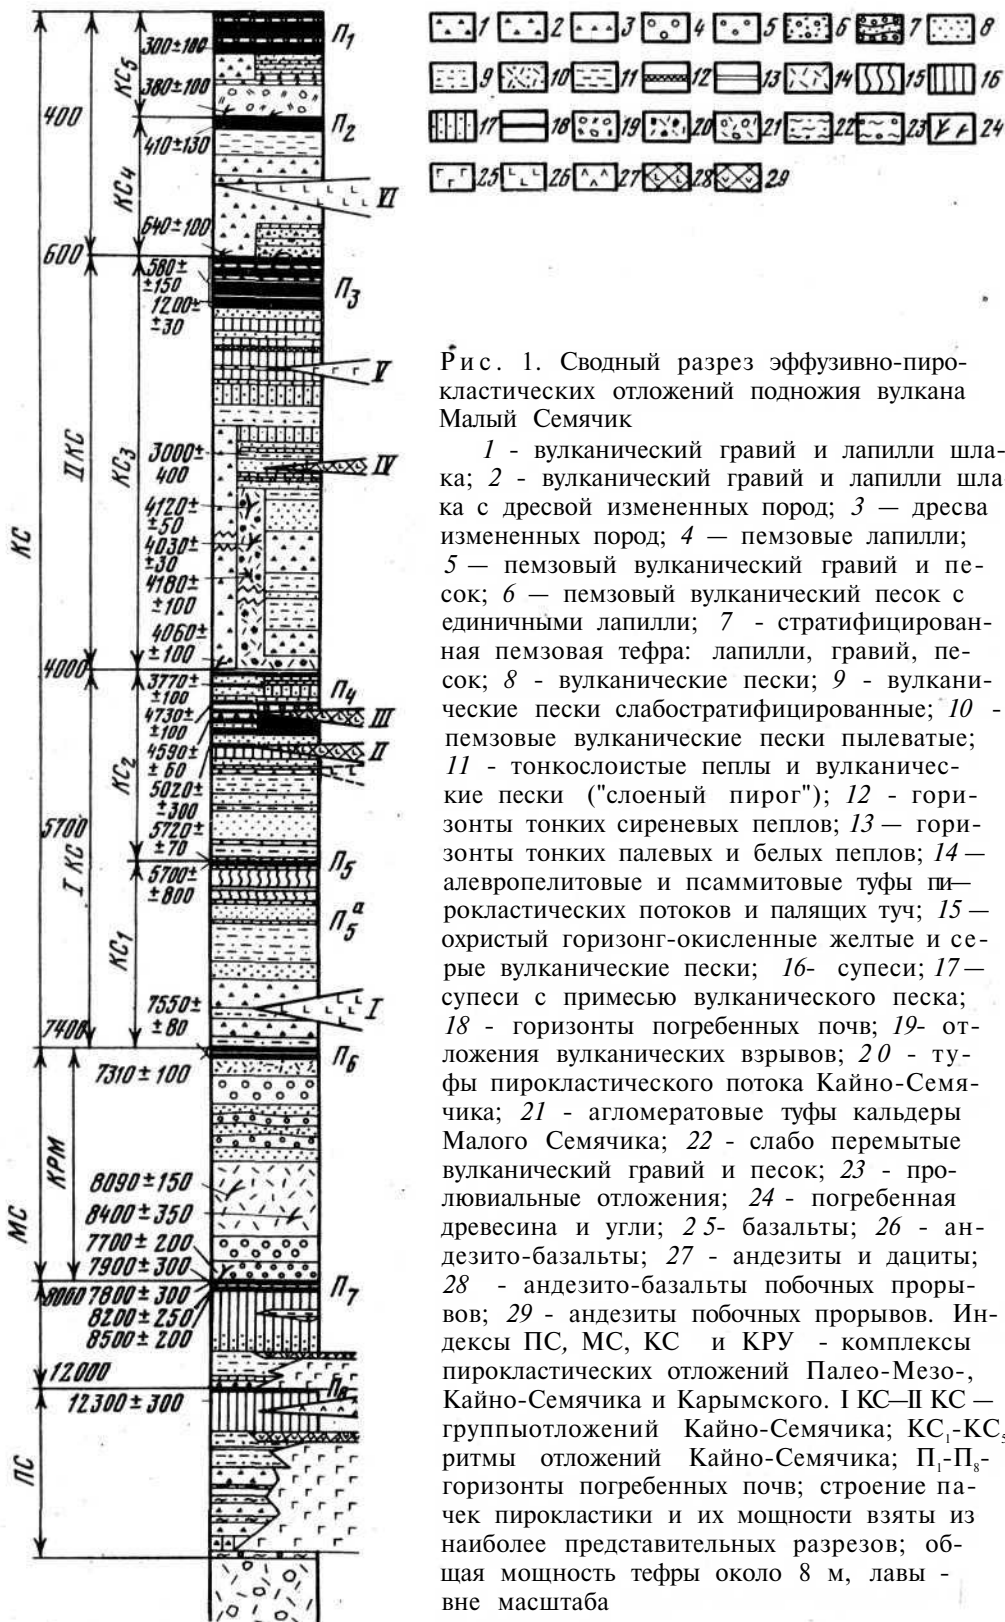 1 2 3 4 5 6 7 8
9 10 11 12 13 14 15 16
17 18 19 20 21 22 23 24
25 26 27 28 29
КС
II КС
I КС
МС
КРМ
ПС
КС5
КС4
КС3
КС2
КС1
400
600
4000
5700
7400
8000
12000
300±100
380±100
410±130
640±100
580±
±150
1200±
±30
3000±
400
4120±
±50
4030±
±30
4180±
±100
4060±
±100
3770±
±100
4730±
±100
4590±
±60
5020±
±300
5720±
±70
5700±
±800
7550±
±80
7310±100
8090±150
8400±350
7700±200
7900±300
7800±300
8200±250
8500±200
12300±300
П1
П2
VI
П3
V
IV
П4
III
II
П5
П5а
I
П6
П7
П8
Рис. 1. Сводный разрез эффузивно-пиро-
кластических отложений подножия вулкана
Малый Семячик
1 - вулканический гравий и лапилли шла-
ка; 2 - вулканический гравий и лапилли шла-
ка с дресвой измененных пород; 3 — дресва
измененных пород; 4 — пемзовые лапилли;
5 — пемзовый вулканический гравий и пе-
сок; 6 — пемзовый вулканический песок с
единичными лапилли; 7 - стратифицирован-
ная пемзовая тефра: лапилли, гравий, пе-
сок; 8 - вулканические пески; 9 - вулкани-
ческие пески слабостратифицированные; 10 -
пемзовые вулканические пески пылеватые;
11 - тонкослоистые пеплы и вулканичес-
кие пески ("слоеный пирог"); 12 - гори-
зонты тонких сиреневых пеплов; 13 — гори-
зонты тонких палевых и белых пеплов; 14 —
алевропелитовые и псаммитовые туфы пи—
рокластических потоков и палящих туч; 15 —
охристый горизонг-окисленные желтые и се-
рые вулканические пески; 16- супеси; 17 —
супеси с примесью вулканического песка;
18 - горизонты погребенных почв; 19- от-
ложения вулканических взрывов; 20 - ту-
фы пирокластического потока Кайно-Семя-
чика; 21 - агломератовые туфы кальдеры
Малого Семячика; 22 - слабо перемытые
вулканический гравий и песок; 23 - про-
лювиальные отложения; 24 - погребенная
древесина и угли; 25- базальты; 26 - ан-
дезито-базальты; 27 - андезиты и дациты;
28 - андезито-базальты побочных проры-
вов; 29 - андезиты побочных прорывов. Ин-
дексы ПС, МС, КС и КРУ - комплексы
пирокластических отложений Палео-Мезо-,
Кайно-Семячика и Карымского. I КС—II КС —
группыотложений Кайно-Семячика; КС1-КС5
ритмы отложений Кайно-Семячика; П1-П8-
горизонты погребенных почв; строение па-
чек пирокластики и их мощности взяты из
наиболее представительных разрезов; об-
щая мощность тефры около 8 м, лавы -
вне масштаба